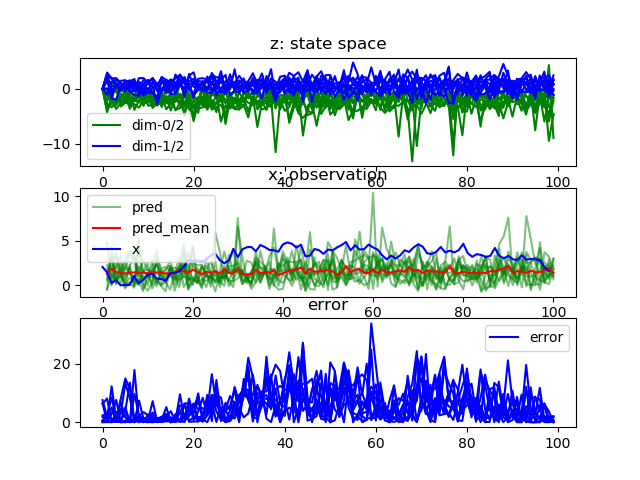 z: state space
0
−10
dim-0/2
dim-1/2
0 20 40 60 80 100
x: observation
10
5
0
pred
pred_mean
x
0 20 40 60 80 100
error
20
0
error
0 20 40 60 80 100